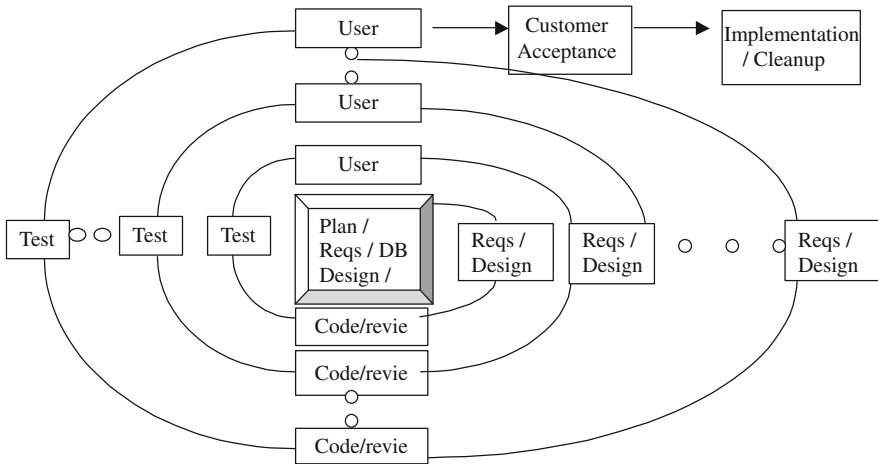 User
Customer
Acceptance
Implementation
/ Cleanup
User
User
Test
Test
Test
Plan /
Reqs / DB
Design /
Reqs /
Design
Reqs /
Design
Reqs /
Design
Code/revie
Code/revie
Code/revie